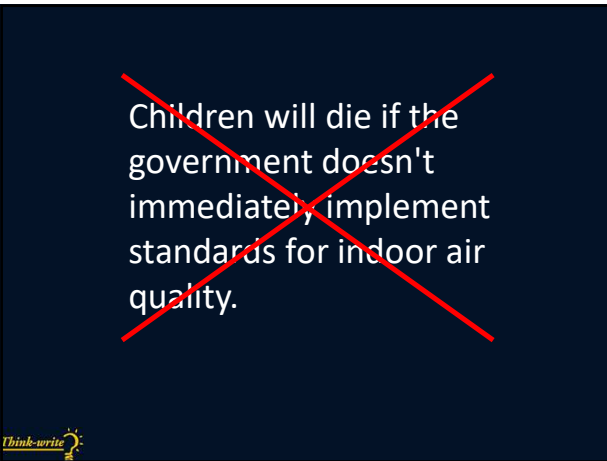 Children will die if the
government doesn't
immediately implement
standards for indoor air
quality.
Think-write